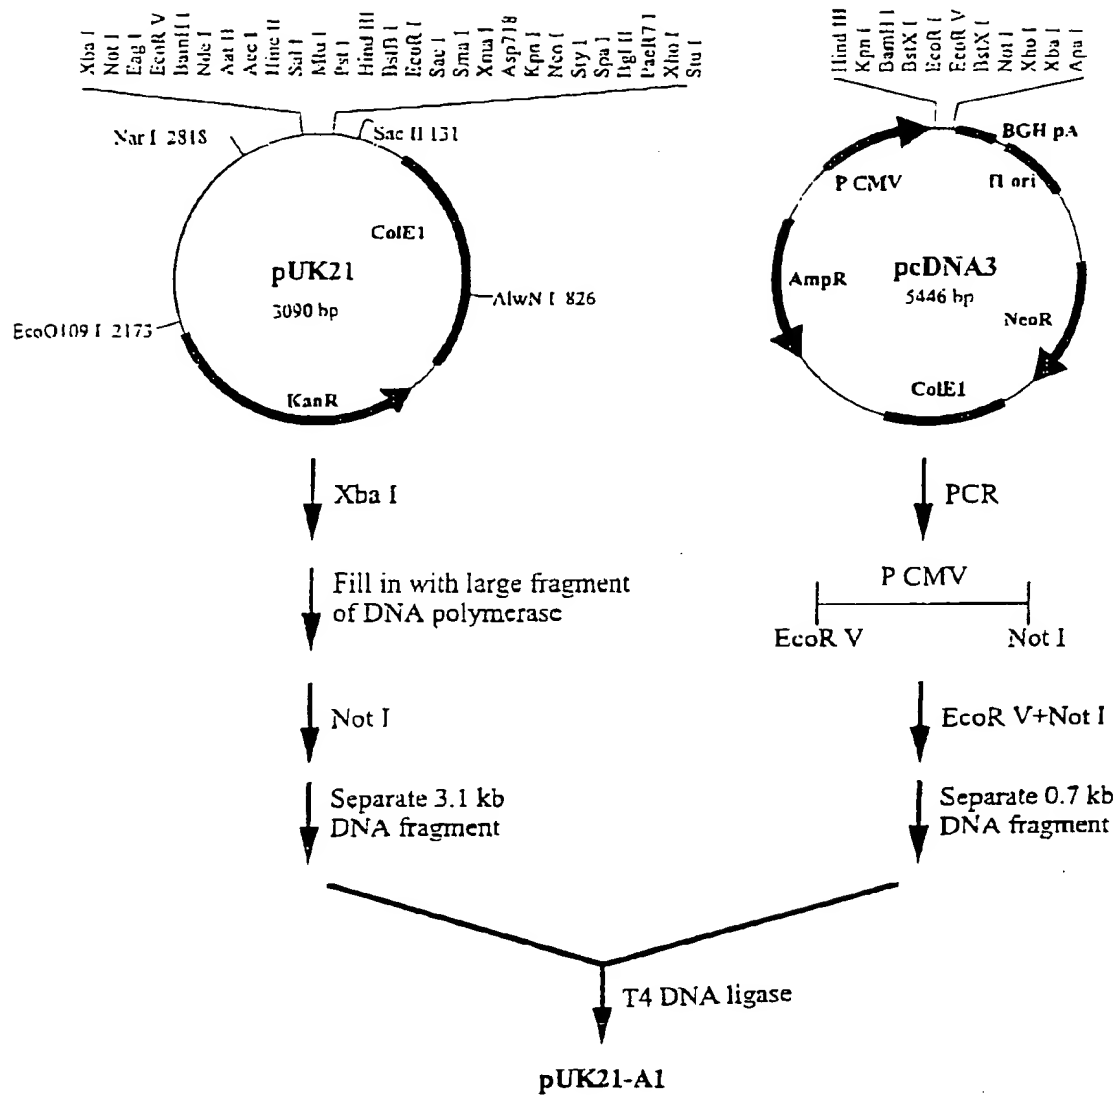 Xba I
Not I
Eag I
EcoR V
BamH I
Nde I
Aat II
Acc I
Hinc II
Sal I
Mlu I
Pst I
Hind III
BstB I
EcoR I
Sac I
Sma I
Xma I
Asp718
Kpn I
Nco I
Sty I
Spa I
Bgl II
PaeR7 I
Xho I
Stu I
Hind III
Kpn I
BamH I
BstX I
EcoR I
EcoR V
BstX I
Not I
Xho I
Xba I
Apa I
Nar I 2818
Sac II 131
BGH pA
P CMV
f1 ori
ColE1
pUK21
3090 bp
AlwN I 826
AmpR
pcDNA3
5446 bp
NeoR
EcoO109 I 2173
KanR
ColE1
Xba I
PCR
Fill in with large fragment
of DNA polymerase
P CMV
EcoR V
Not I
Not I
EcoR V+Not I
Separate 3.1 kb
DNA fragment
Separate 0.7 kb
DNA fragment
T4 DNA ligase
pUK21-A1